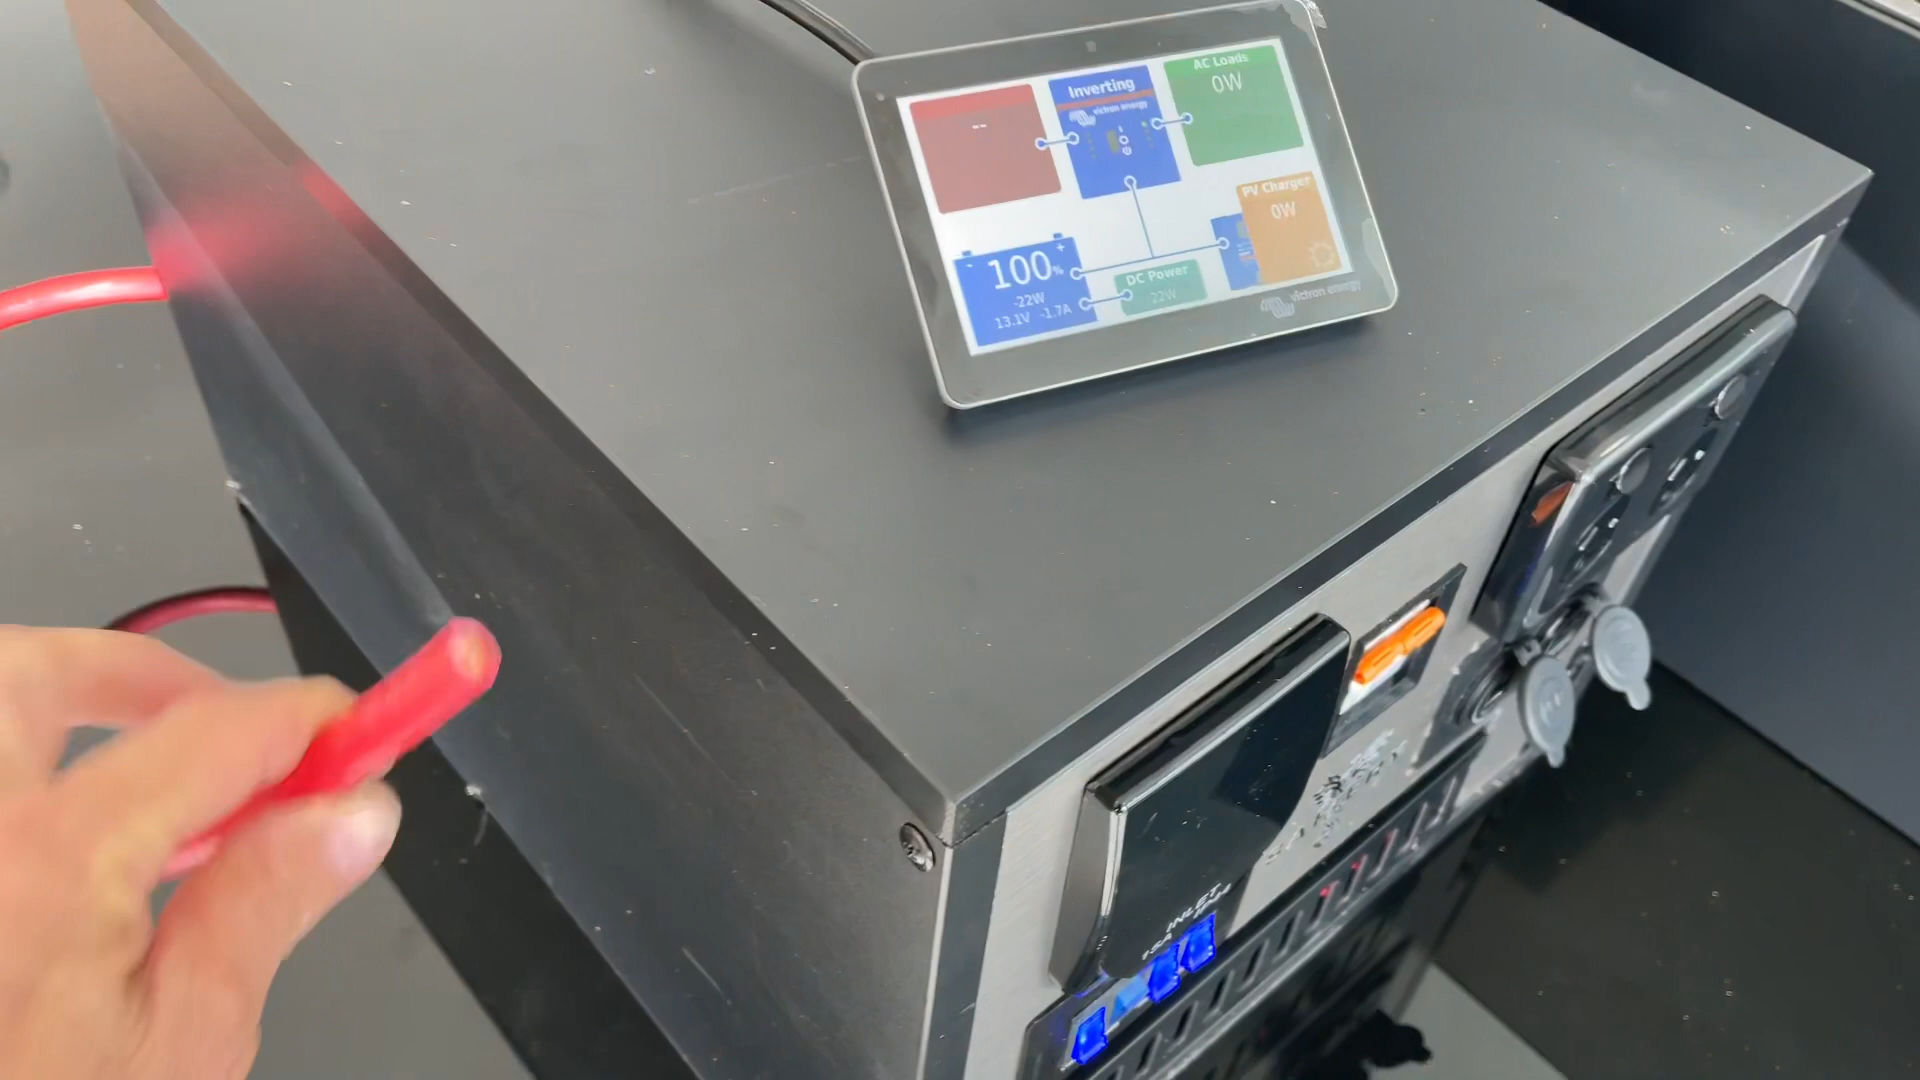 AC Loads
0W
Inverting
victron energy
--
PV Charger
0W
100%
-22W
13.1V -1.7A
DC Power
22W
victron energy
INLET
15A